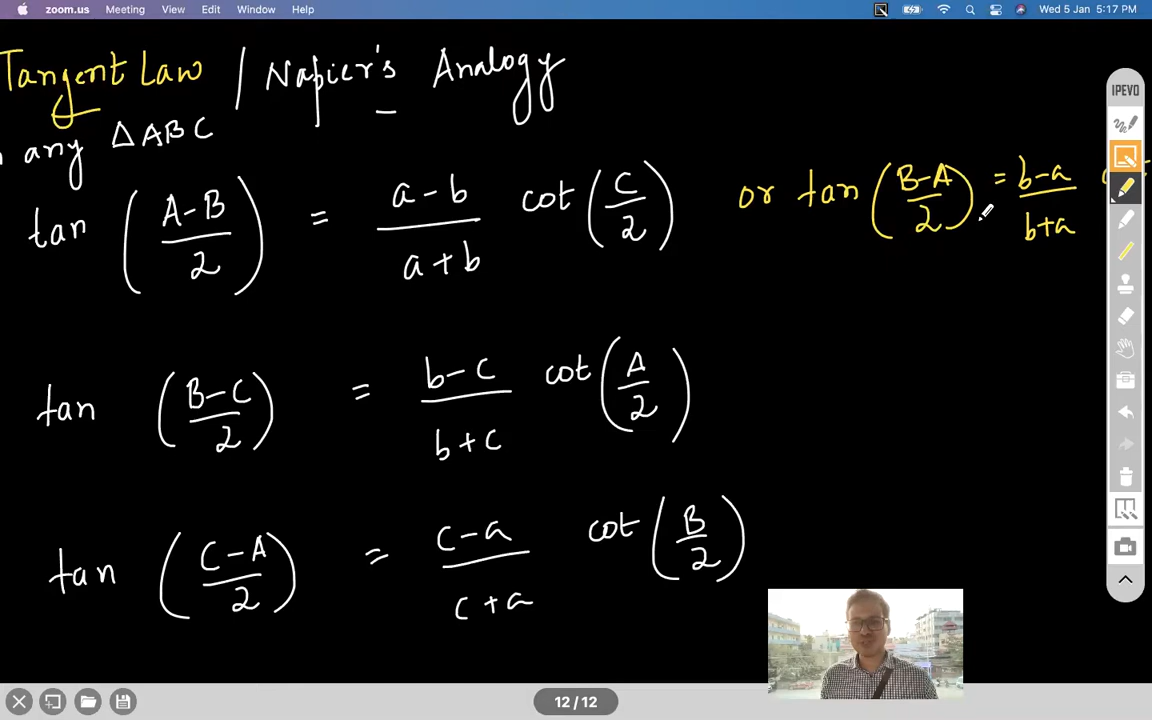 zoom.us Meeting View Edit Window Help Wed 5 Jan 5:17 PM
Tangent Law / Napier's Analogy
any △ABC
tan (A-B/2) = a-b/a+b cot (C/2) or tan (B-A/2) = b-a/b+a
tan (B-C/2) = b-c/b+c cot (A/2)
tan (C-A/2) = c-a/c+a cot (B/2)
IPEVO
12/12